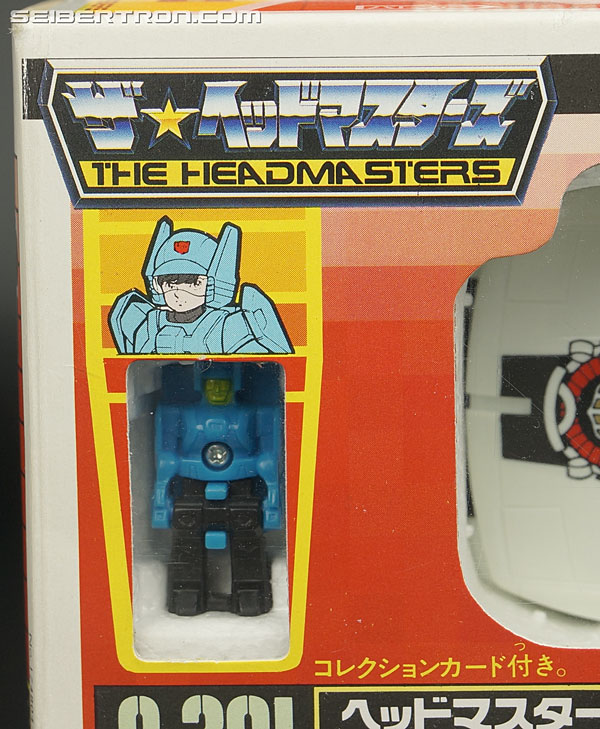 SEIBERTRON.COM
ザ★ヘッドマスターズ
THE HEADMASTERS
っ
コレクションカード付き。
ヘッドマスター